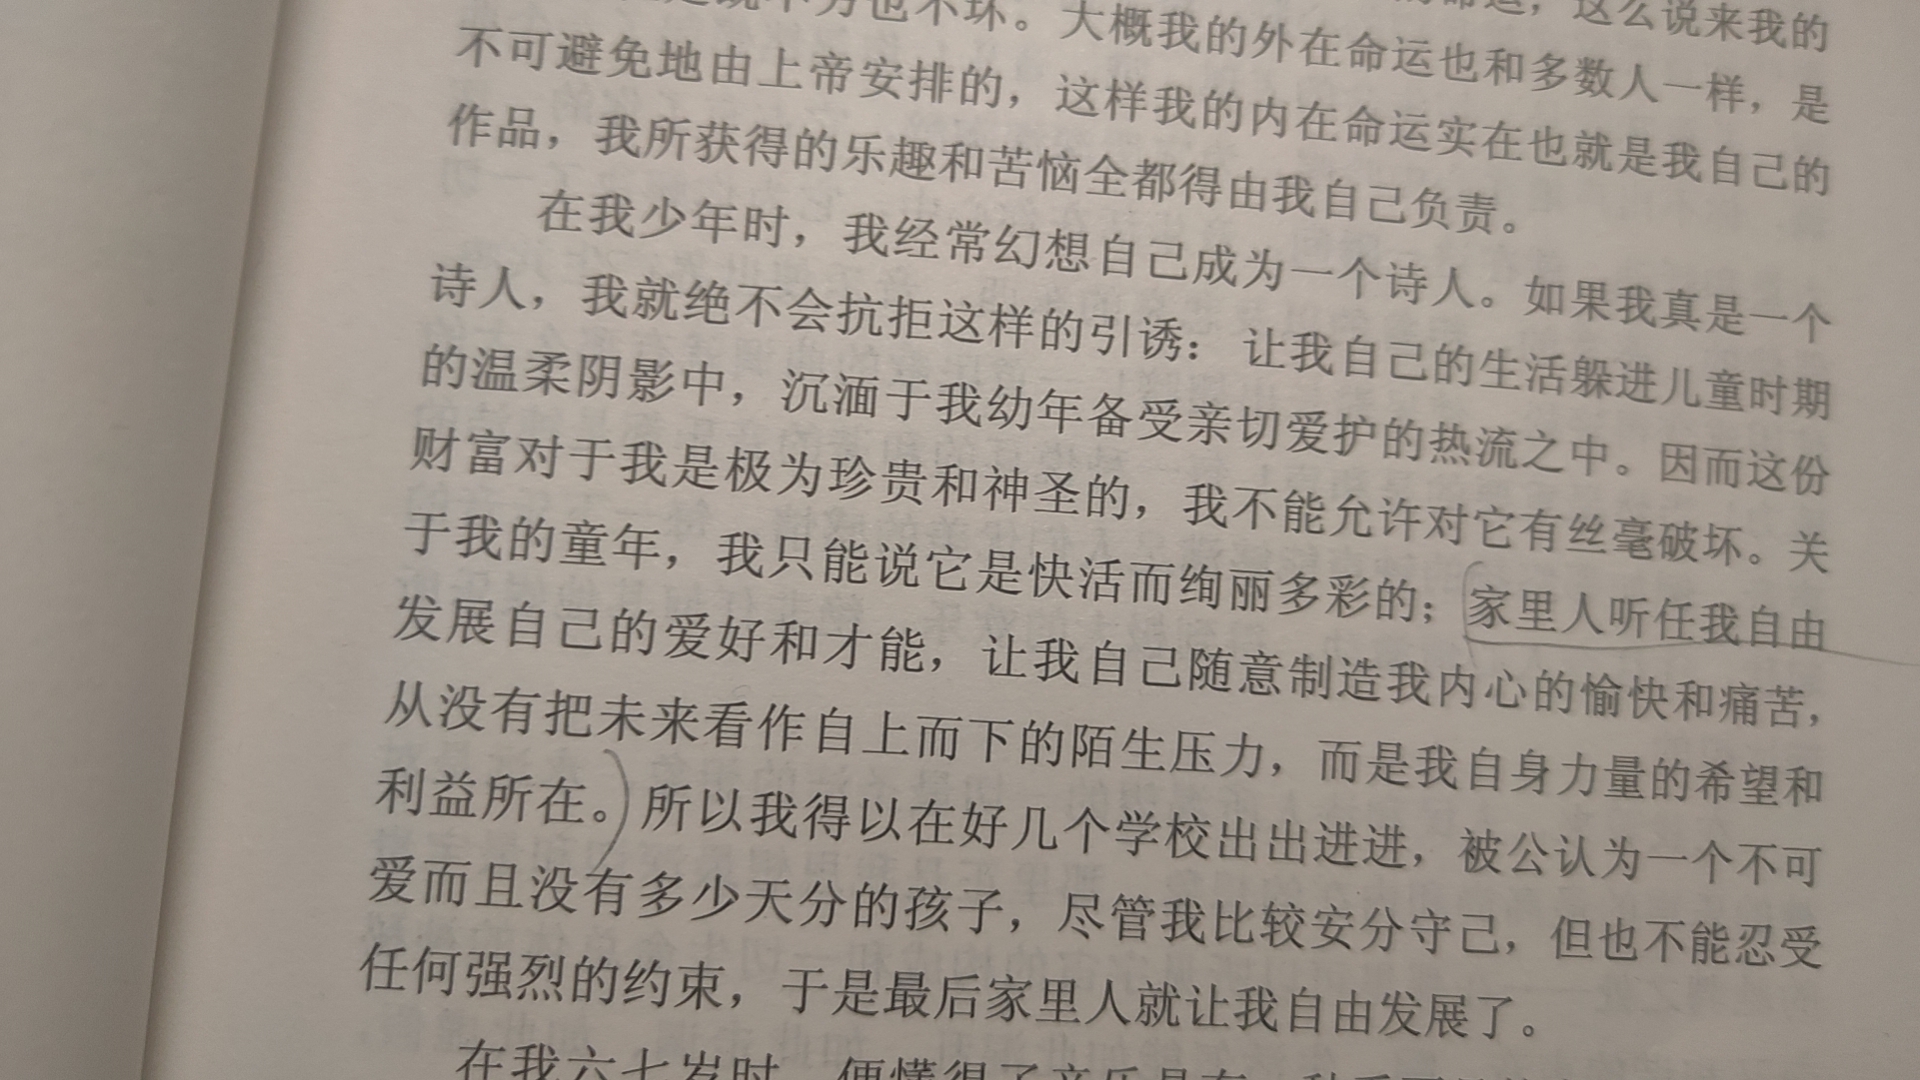 也不坏。大概我的外在命运也和多数人一样，是
不可避免地由上帝安排的，这样我的内在命运实在也就是我自己的
作品，我所获得的乐趣和苦恼全都得由我自己负责。
在我少年时，我经常幻想自己成为一个诗人。如果我真是一个
诗人，我就绝不会抗拒这样的引诱：让我自己的生活躲进儿童时期
的温柔阴影中，沉湎于我幼年备受亲切爱护的热流之中。因而这份
财富对于我是极为珍贵和神圣的，我不能允许对它有丝毫破坏。关
于我的童年，我只能说它是快活而绚丽多彩的；家里人听任我自由
发展自己的爱好和才能，让我自己随意制造我内心的愉快和痛苦，
从没有把未来看作自上而下的陌生压力，而是我自身力量的希望和
利益所在。所以我得以在好几个学校出出进进，被公认为一个不可
爱而且没有多少天分的孩子，尽管我比较安分守己，但也不能忍受
任何强烈的约束，于是最后家里人就让我自由发展了。
在我六七岁时，便懂得了音乐具有一种